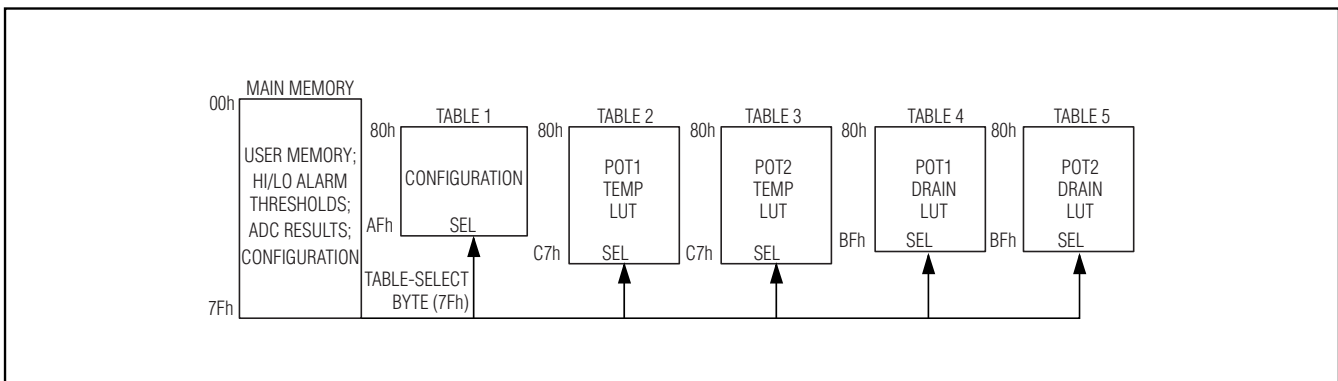 MAIN MEMORY
00h
USER MEMORY;
HI/LO ALARM
THRESHOLDS;
ADC RESULTS;
CONFIGURATION
7Fh
TABLE-SELECT
BYTE (7Fh)
TABLE 1
80h
CONFIGURATION
AFh
SEL
TABLE 2
80h
POT1
TEMP
LUT
C7h
SEL
TABLE 3
80h
POT2
TEMP
LUT
C7h
SEL
TABLE 4
80h
POT1
DRAIN
LUT
BFh
SEL
TABLE 5
80h
POT2
DRAIN
LUT
BFh
SEL